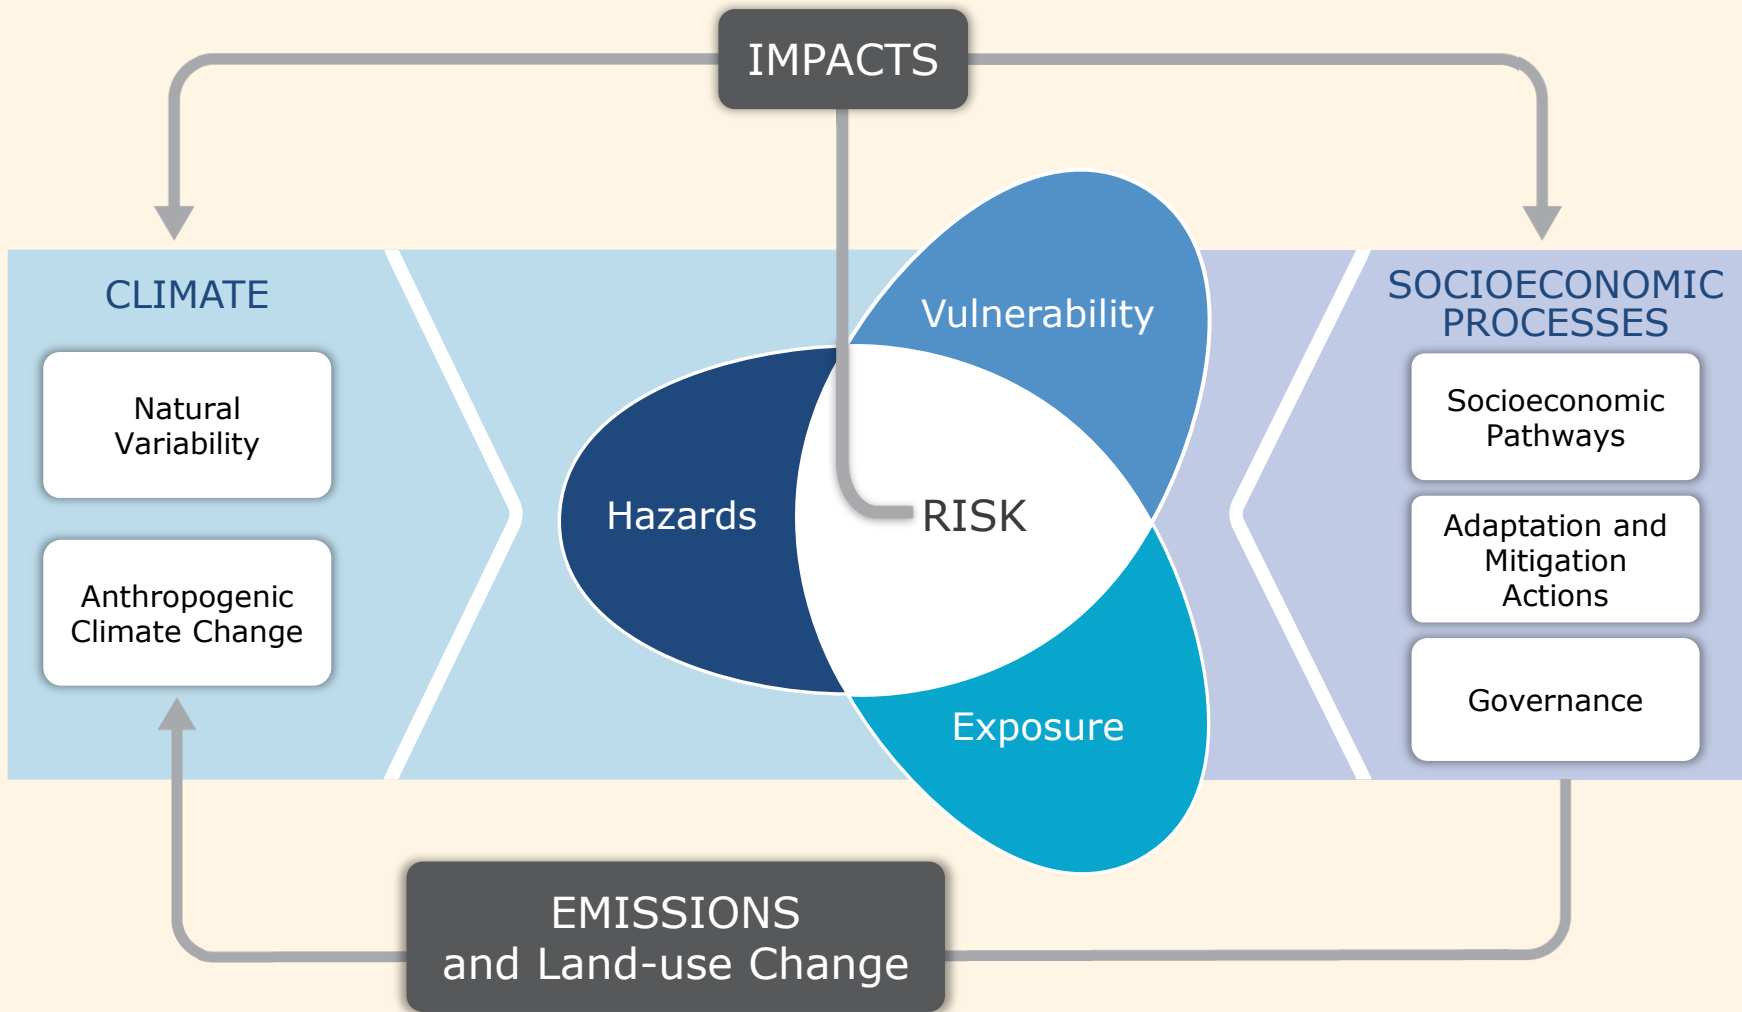 IMPACTS
CLIMATE
Natural
Variability
Anthropogenic
Climate Change
Vulnerability
Hazards
RISK
Exposure
SOCIOECONOMIC
PROCESSES
Socioeconomic
Pathways
Adaptation and
Mitigation
Actions
Governance
EMISSIONS
and Land-use Change